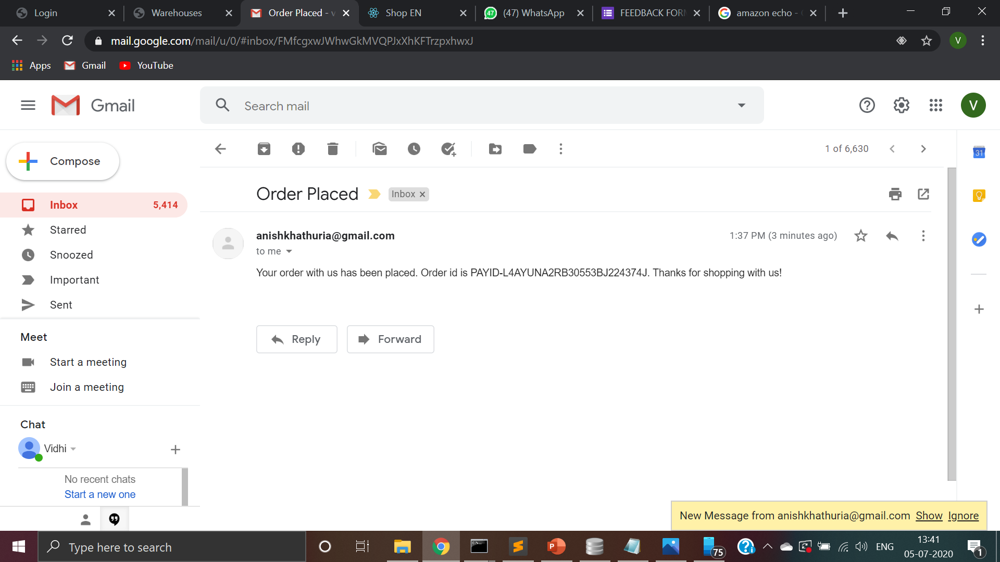 Login
Warehouses
Order Placed - v
Shop EN
47 (47) WhatsApp
FEEDBACK FORM
amazon echo -
mail.google.com/mail/u/0/#inbox/FMfcgxwJWhwGkMVQPJxXhKFTrzpxhwxJ
V
Apps
Gmail
YouTube
Gmail
Search mail
V
Compose
1 of 6,630
31
Order Placed
Inbox ×
Inbox 5,414
Starred
Snoozed
Important
Sent
anishkhathuria@gmail.com
1:37 PM (3 minutes ago)
to me
Your order with us has been placed. Order id is PAYID-L4AYUNA2RB30553BJ224374J. Thanks for shopping with us!
Reply
Forward
Meet
Start a meeting
Join a meeting
Chat
Vidhi
No recent chats
Start a new one
New Message from anishkhathuria@gmail.com Show Ignore
Type here to search
75
ENG
13:41
05-07-2020
1